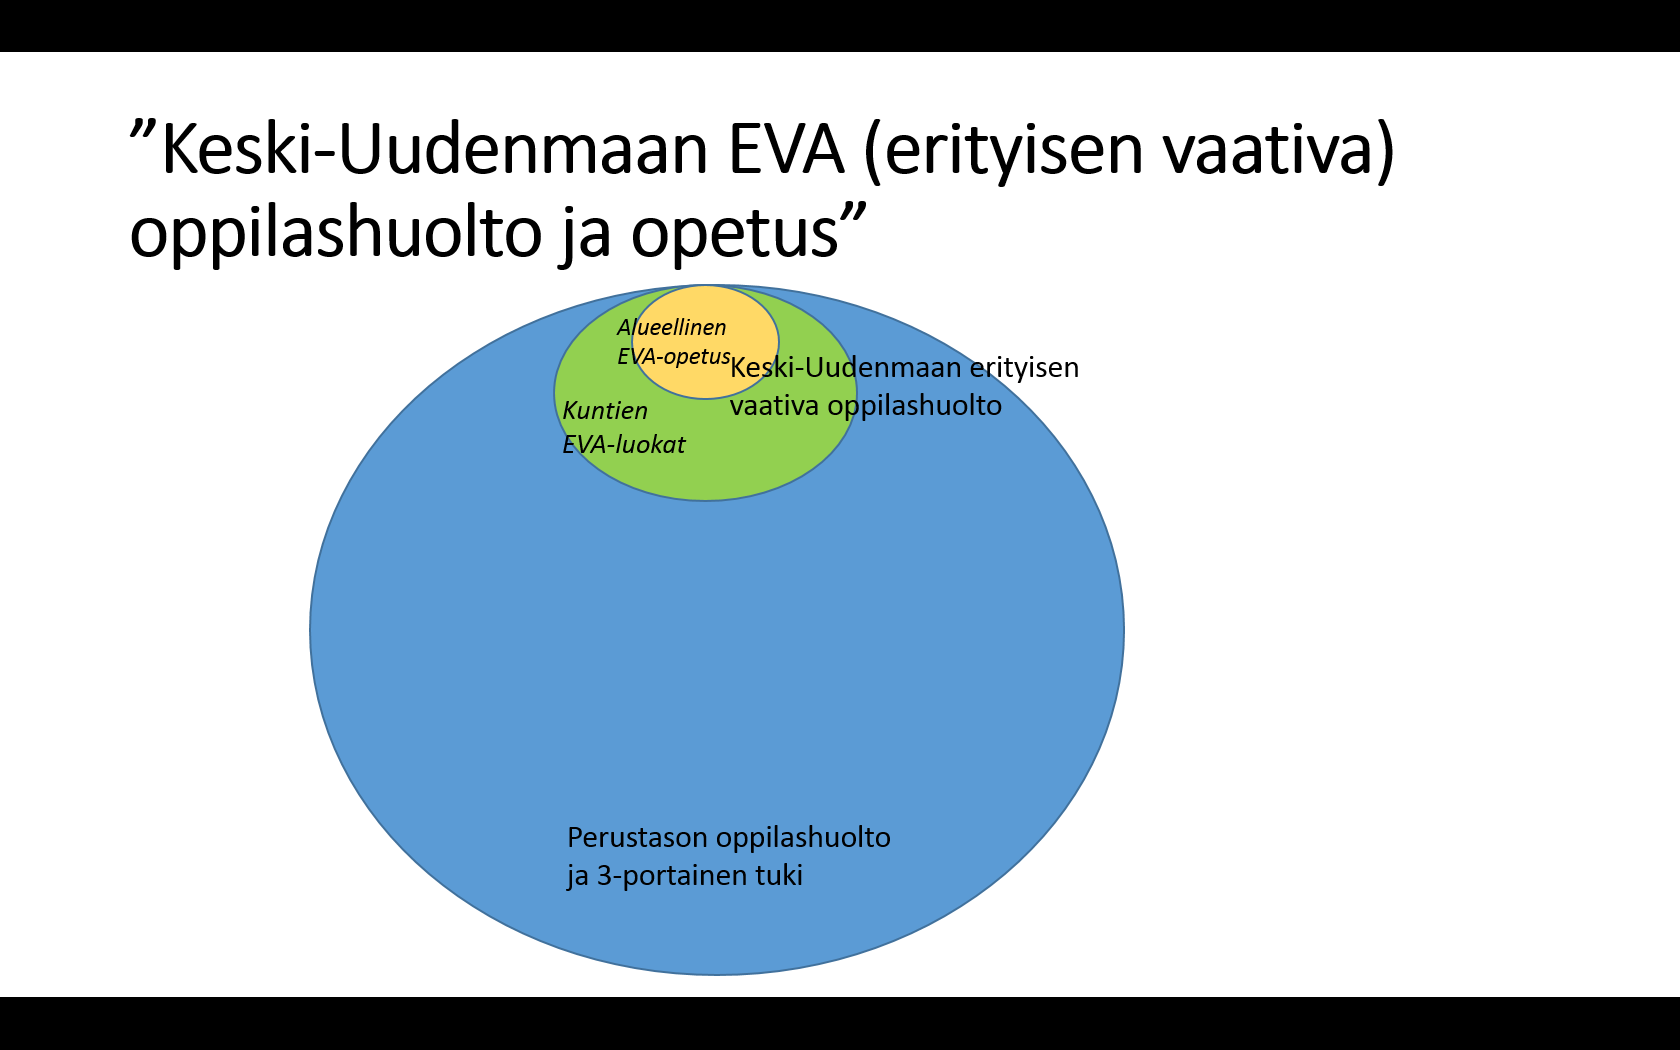 ”Keski-Uudenmaan EVA (erityisen vaativa)
oppilashuolto ja opetus”
Alueellinen
EVA-opetus
Keski-Uudenmaan erityisen
vaativa oppilashuolto
Kuntien
EVA-luokat
Perustason oppilashuolto
ja 3-portainen tuki